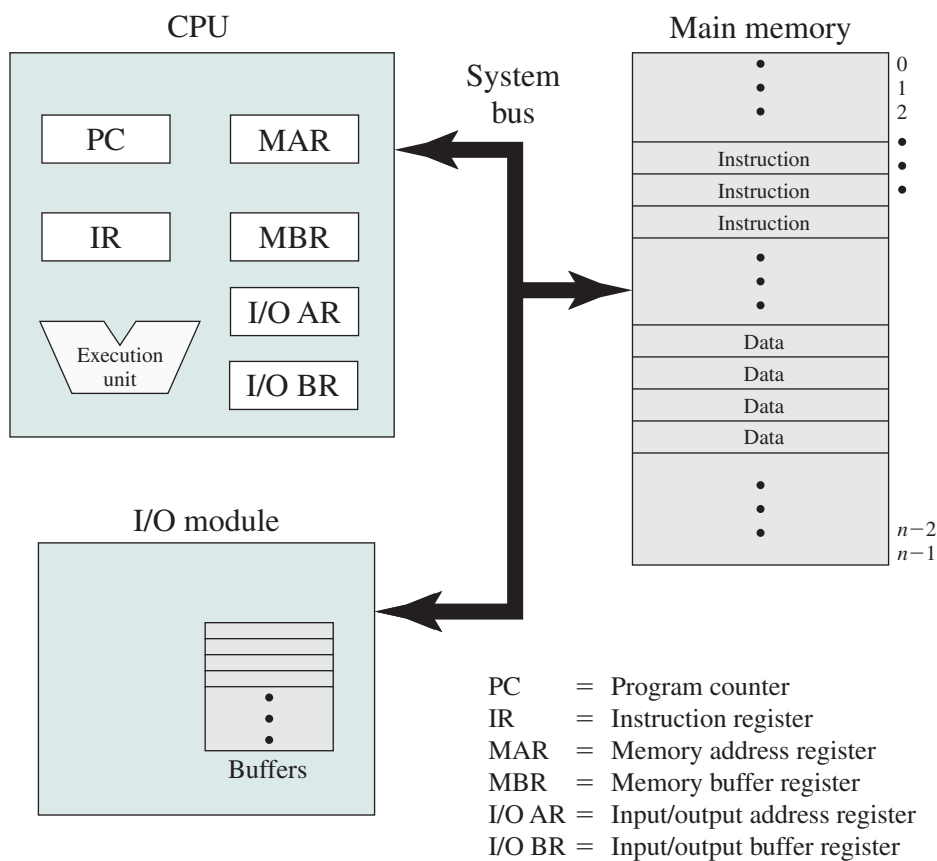 CPU
PC
MAR
IR
MBR
I/O AR
I/O BR
Execution
unit
System
bus
Main memory
0
1
2
Instruction
Instruction
Instruction
Data
Data
Data
Data
n−2
n−1
I/O module
Buffers
PC = Program counter
IR = Instruction register
MAR = Memory address register
MBR = Memory buffer register
I/O AR = Input/output address register
I/O BR = Input/output buffer register